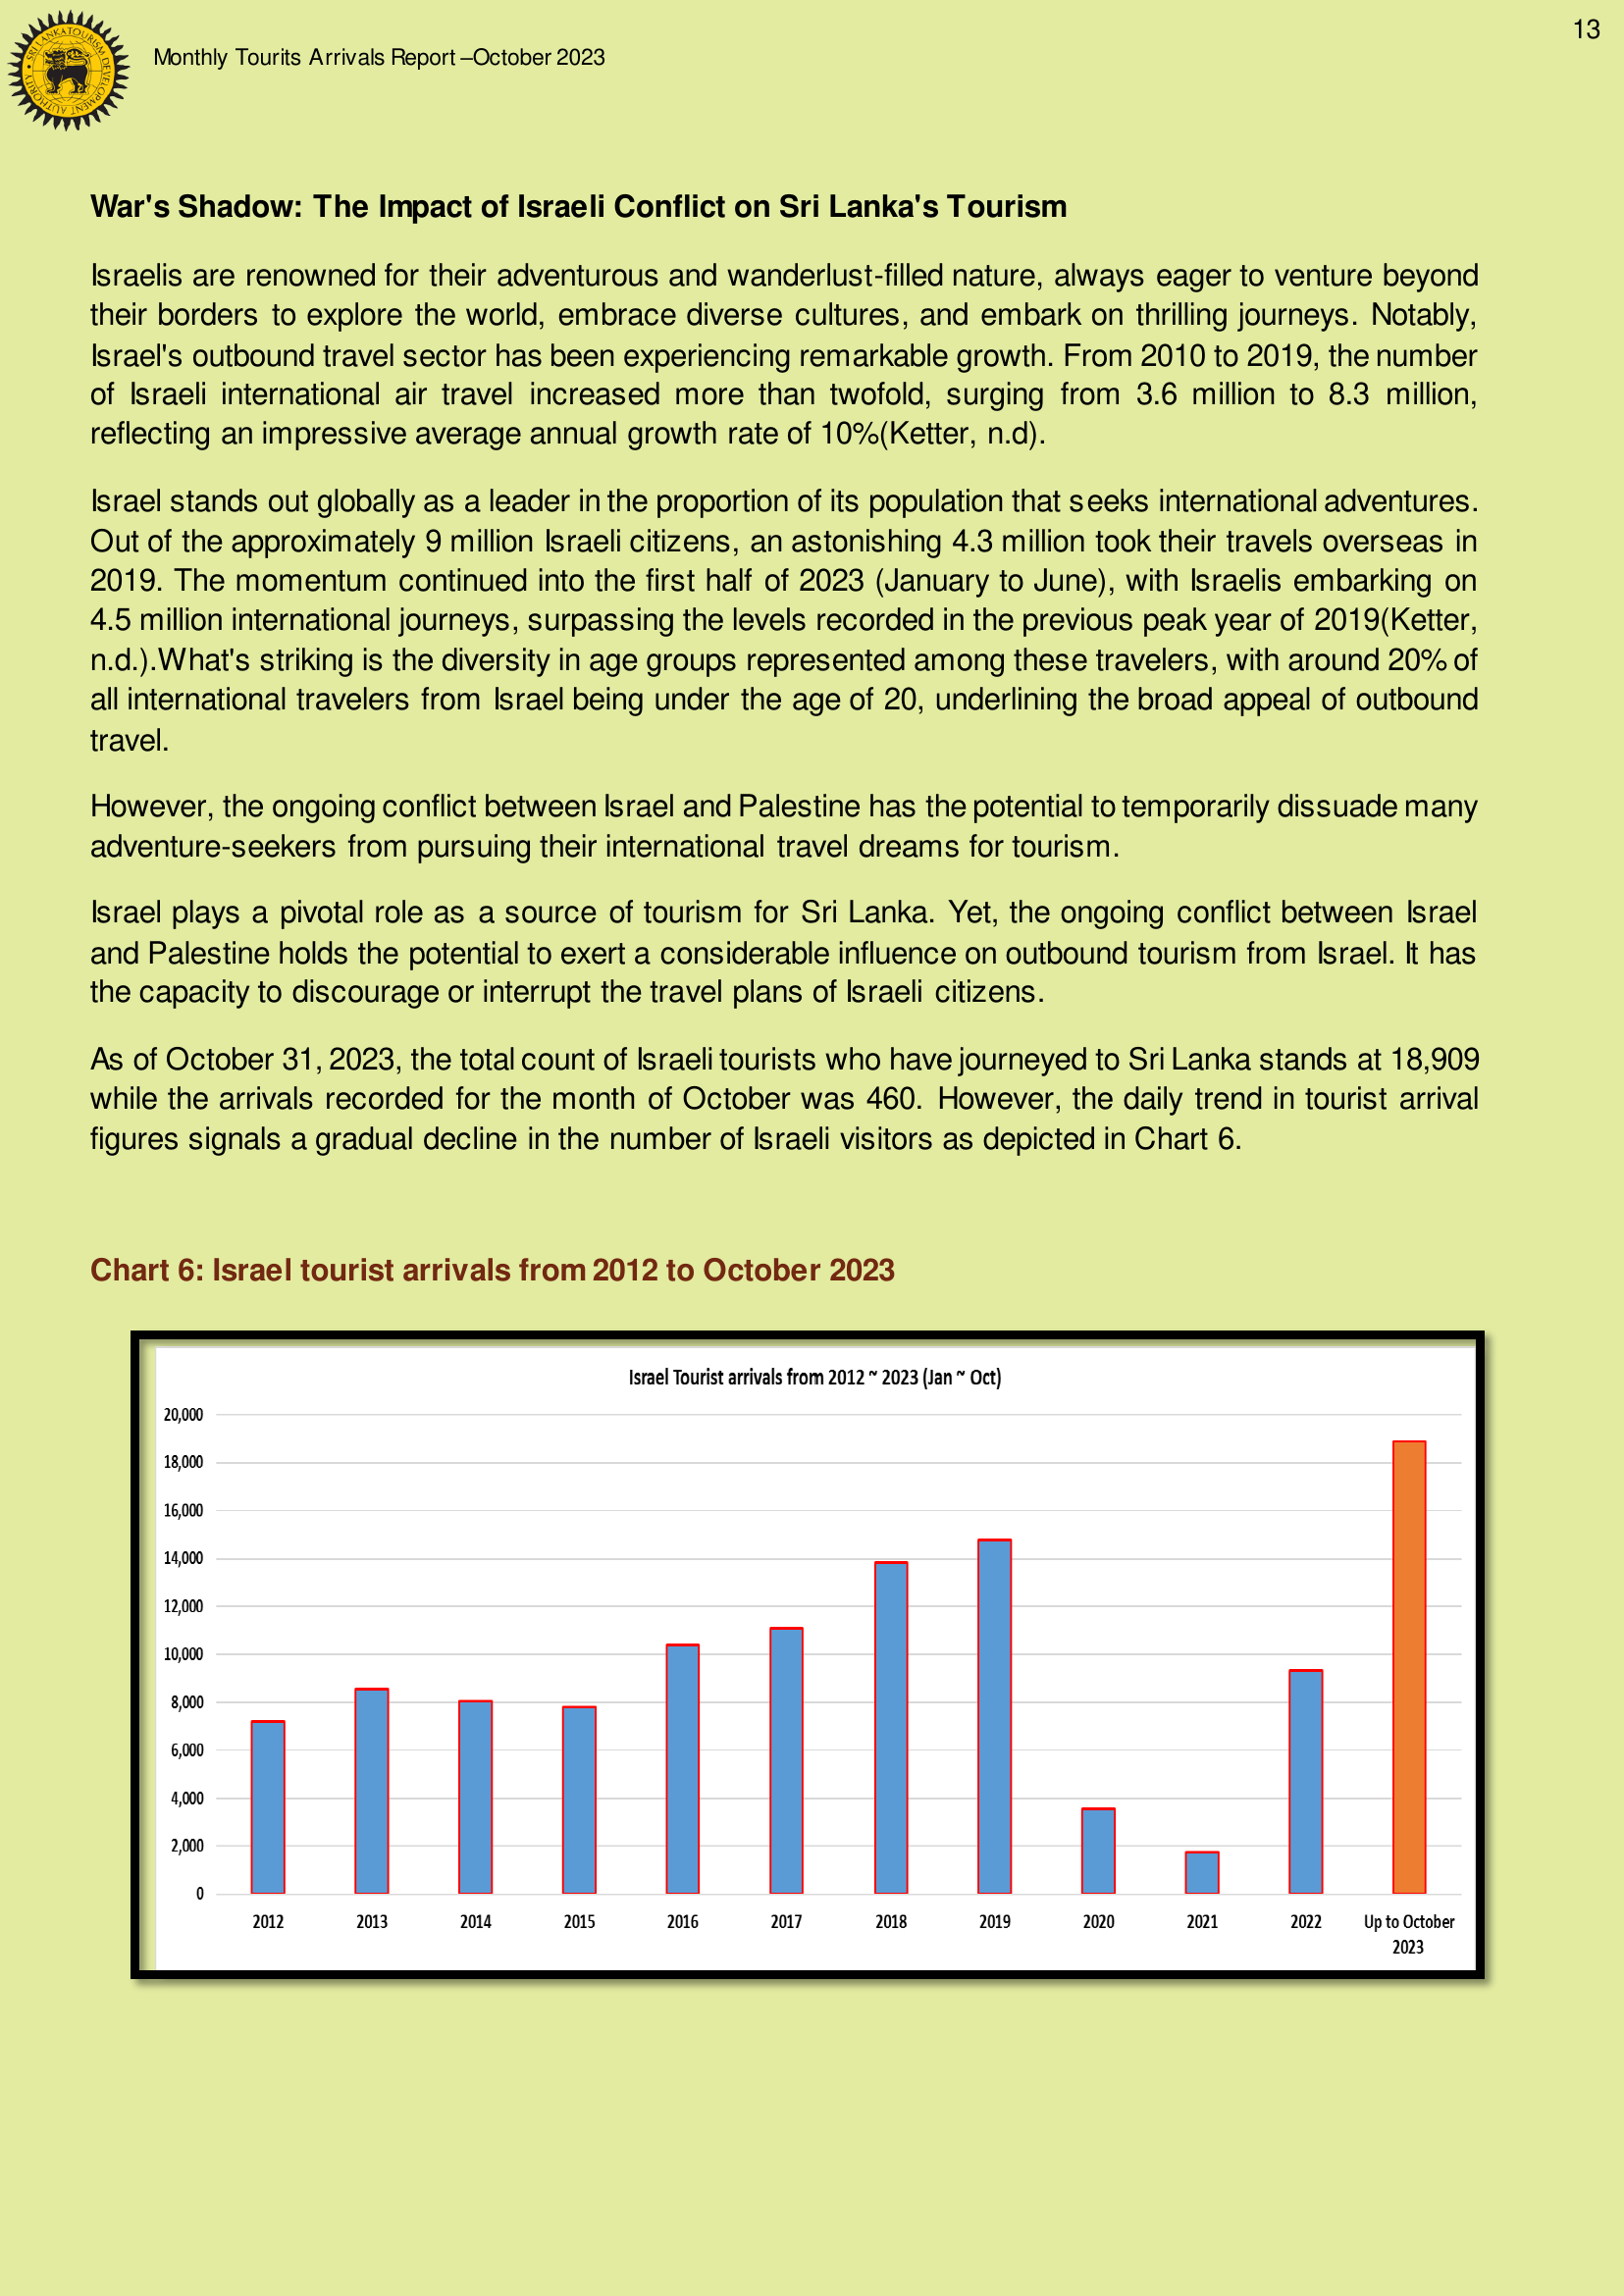 13
SRI LANKA TOURISM DEVELOPMENT AUTHORITY
Monthly Tourits Arrivals Report –October 2023
War's Shadow: The Impact of Israeli Conflict on Sri Lanka's Tourism
Israelis are renowned for their adventurous and wanderlust-filled nature, always eager to venture beyond
their borders to explore the world, embrace diverse cultures, and embark on thrilling journeys. Notably,
Israel's outbound travel sector has been experiencing remarkable growth. From 2010 to 2019, the number
of Israeli international air travel increased more than twofold, surging from 3.6 million to 8.3 million,
reflecting an impressive average annual growth rate of 10%(Ketter, n.d).
Israel stands out globally as a leader in the proportion of its population that seeks international adventures.
Out of the approximately 9 million Israeli citizens, an astonishing 4.3 million took their travels overseas in
2019. The momentum continued into the first half of 2023 (January to June), with Israelis embarking on
4.5 million international journeys, surpassing the levels recorded in the previous peak year of 2019(Ketter,
n.d.).What's striking is the diversity in age groups represented among these travelers, with around 20% of
all international travelers from Israel being under the age of 20, underlining the broad appeal of outbound
travel.
However, the ongoing conflict between Israel and Palestine has the potential to temporarily dissuade many
adventure-seekers from pursuing their international travel dreams for tourism.
Israel plays a pivotal role as a source of tourism for Sri Lanka. Yet, the ongoing conflict between Israel
and Palestine holds the potential to exert a considerable influence on outbound tourism from Israel. It has
the capacity to discourage or interrupt the travel plans of Israeli citizens.
As of October 31, 2023, the total count of Israeli tourists who have journeyed to Sri Lanka stands at 18,909
while the arrivals recorded for the month of October was 460. However, the daily trend in tourist arrival
figures signals a gradual decline in the number of Israeli visitors as depicted in Chart 6.
Chart 6: Israel tourist arrivals from 2012 to October 2023
Israel Tourist arrivals from 2012 ~ 2023 (Jan ~ Oct)
20,000
18,000
16,000
14,000
12,000
10,000
8,000
6,000
4,000
2,000
0
2012 2013 2014 2015 2016 2017 2018 2019 2020 2021 2022 Up to October
2023